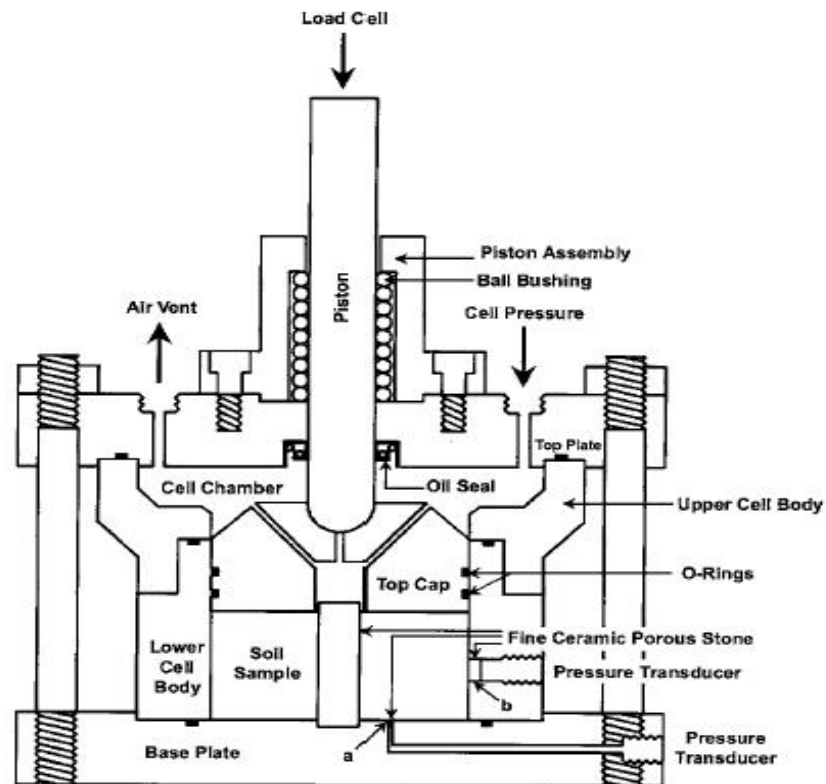 Load Cell
Piston Assembly
Ball Bushing
Air Vent
Cell Pressure
Piston
Top Plate
Cell Chamber
Oil Seal
Upper Cell Body
O-Rings
Top Cap
Fine Ceramic Porous Stone
Lower
Cell
Body
Soil
Sample
Pressure Transducer
b
a
Base Plate
Pressure
Transducer